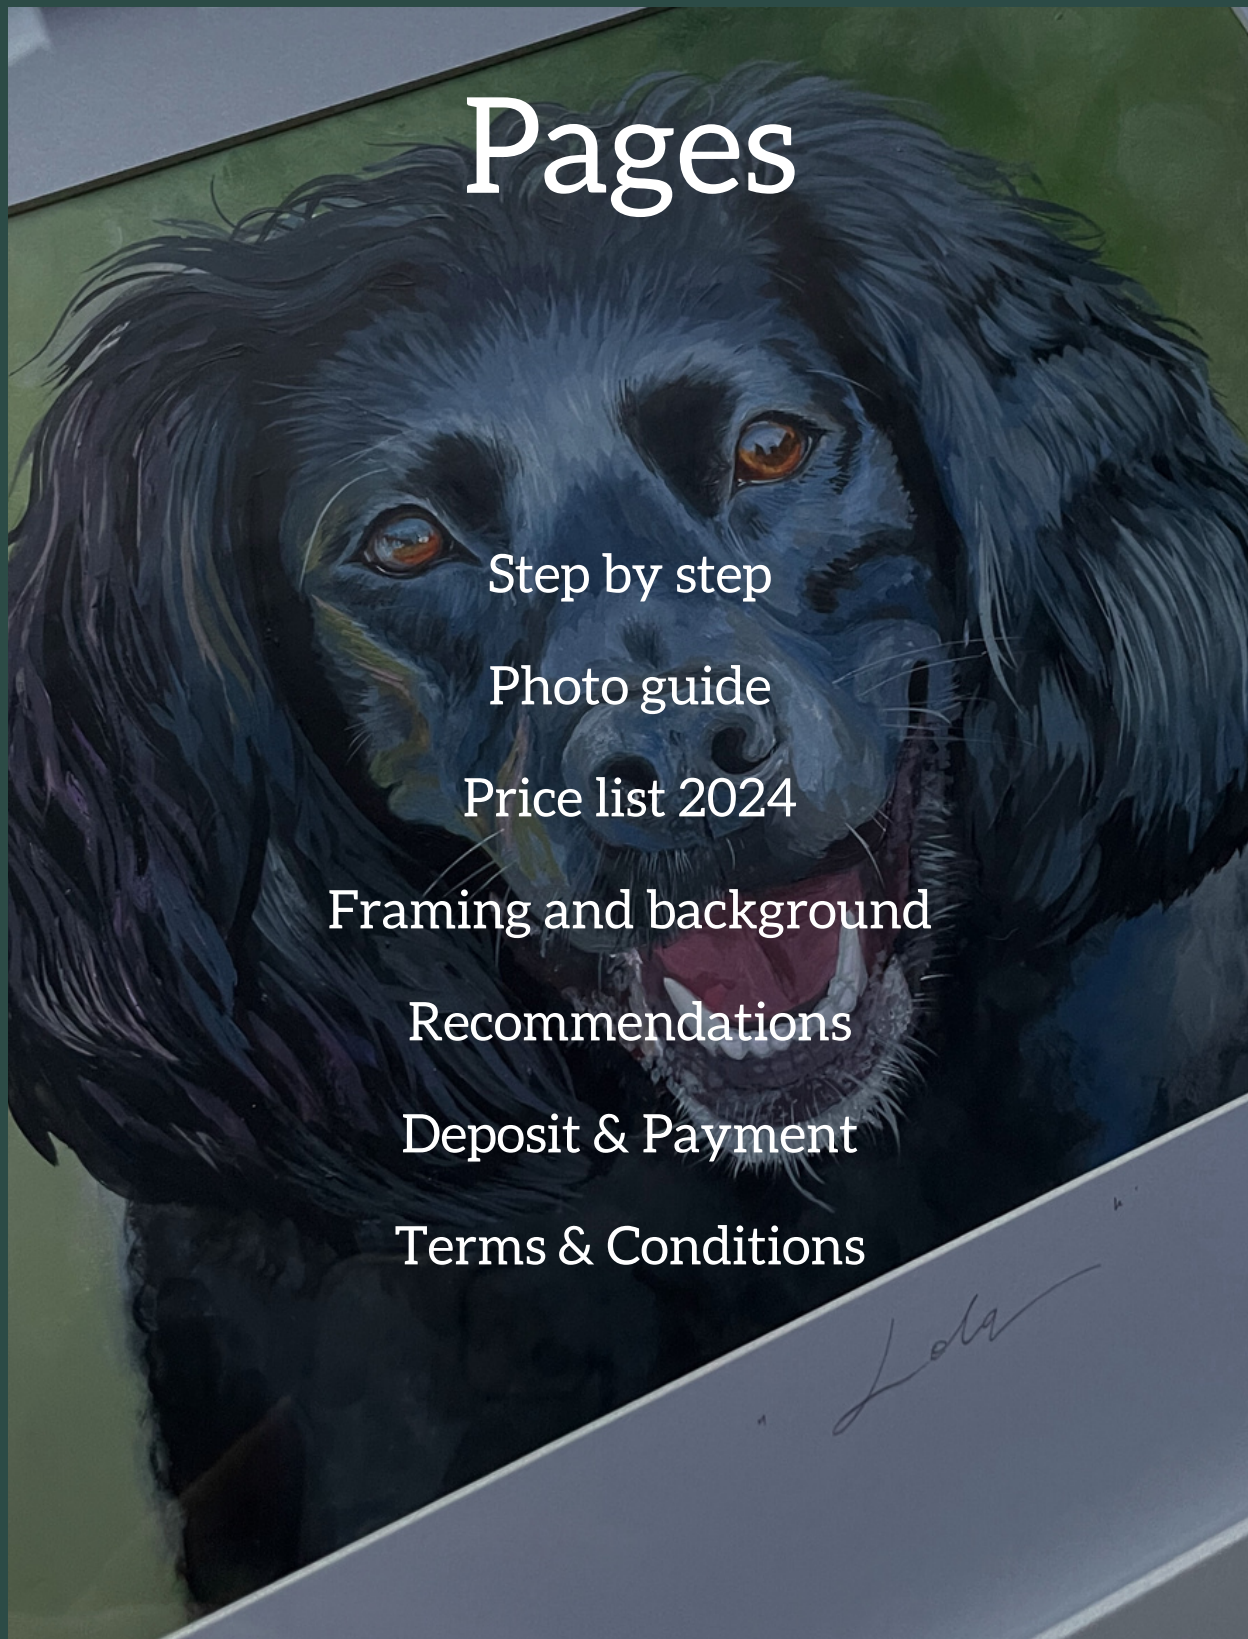 Pages
Step by step
Photo guide
Price list 2024
Framing and background
Recommendations
Deposit & Payment
Terms & Conditions
" Lola "